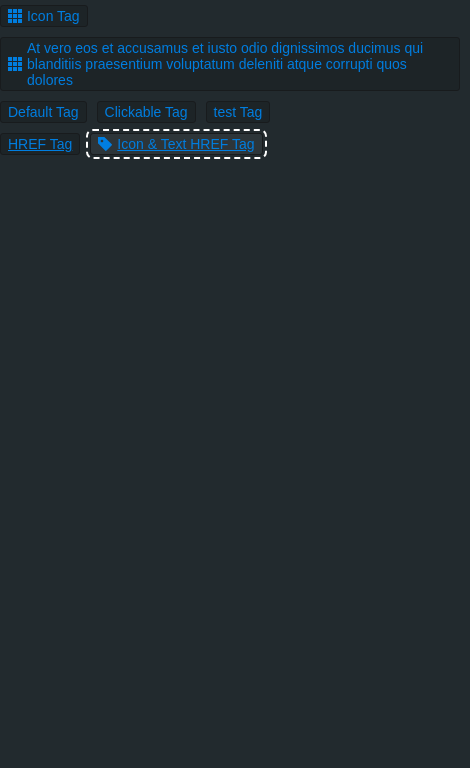 Icon Tag
At vero eos et accusamus et iusto odio dignissimos ducimus qui
blanditiis praesentium voluptatum deleniti atque corrupti quos
dolores
Default Tag Clickable Tag test Tag
HREF Tag Icon & Text HREF Tag